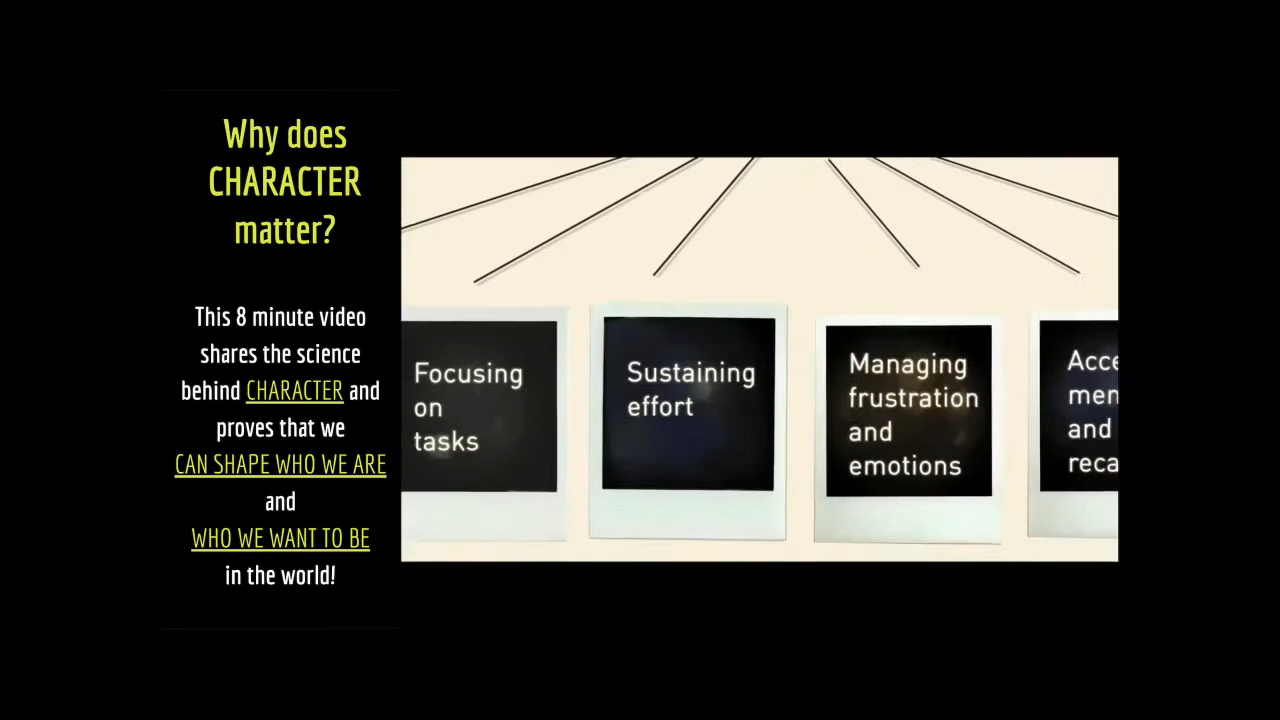 Why does
CHARACTER
matter?
This 8 minute video
shares the science
behind CHARACTER and
proves that we
CAN SHAPE WHO WE ARE
and
WHO WE WANT TO BE
in the world!
Focusing
on
tasks
Sustaining
effort
Managing
frustration
and
emotions
and